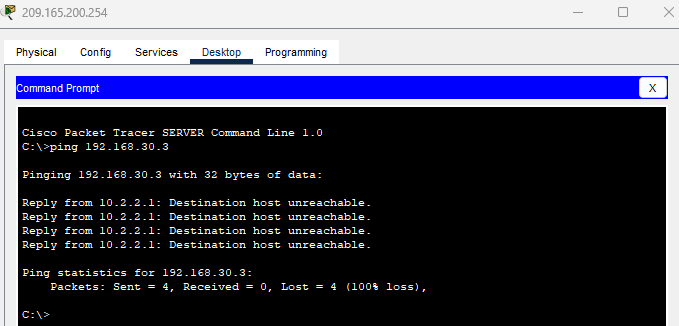 209.165.200.254
Physical Config Services Desktop Programming
Command Prompt X
Cisco Packet Tracer SERVER Command Line 1.0
C:\>ping 192.168.30.3
Pinging 192.168.30.3 with 32 bytes of data:
Reply from 10.2.2.1: Destination host unreachable.
Reply from 10.2.2.1: Destination host unreachable.
Reply from 10.2.2.1: Destination host unreachable.
Reply from 10.2.2.1: Destination host unreachable.
Ping statistics for 192.168.30.3:
    Packets: Sent = 4, Received = 0, Lost = 4 (100% loss),
C:\>